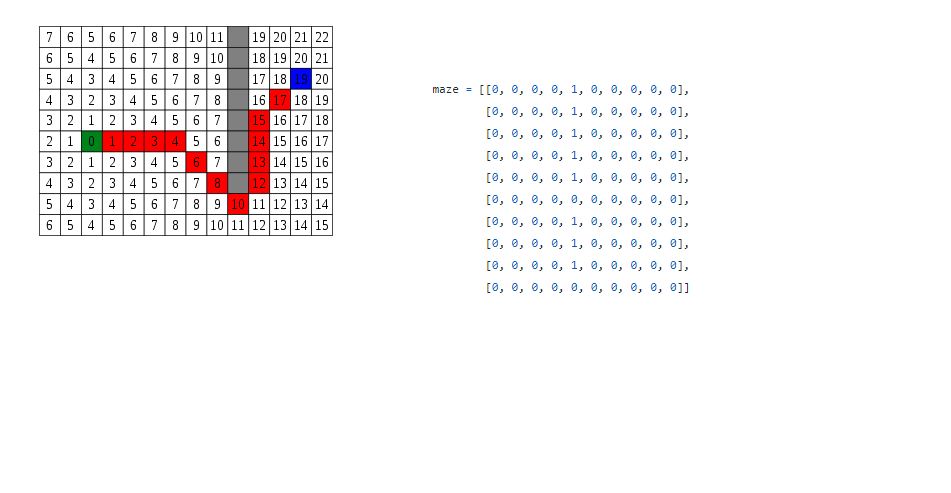 7 6 5 6 7 8 9 10 11 19 20 21 22
6 5 4 5 6 7 8 9 10 18 19 20 21
5 4 3 4 5 6 7 8 9 17 18 19 20
4 3 2 3 4 5 6 7 8 16 17 18 19
3 2 1 2 3 4 5 6 7 15 16 17 18
2 1 0 1 2 3 4 5 6 14 15 16 17
3 2 1 2 3 4 5 6 7 13 14 15 16
4 3 2 3 4 5 6 7 8 12 13 14 15
5 4 3 4 5 6 7 8 9 10 11 12 13 14
6 5 4 5 6 7 8 9 10 11 12 13 14 15
maze = [[0, 0, 0, 0, 1, 0, 0, 0, 0, 0],
[0, 0, 0, 0, 1, 0, 0, 0, 0, 0],
[0, 0, 0, 0, 1, 0, 0, 0, 0, 0],
[0, 0, 0, 0, 1, 0, 0, 0, 0, 0],
[0, 0, 0, 0, 1, 0, 0, 0, 0, 0],
[0, 0, 0, 0, 0, 0, 0, 0, 0, 0],
[0, 0, 0, 0, 1, 0, 0, 0, 0, 0],
[0, 0, 0, 0, 1, 0, 0, 0, 0, 0],
[0, 0, 0, 0, 1, 0, 0, 0, 0, 0],
[0, 0, 0, 0, 0, 0, 0, 0, 0, 0]]